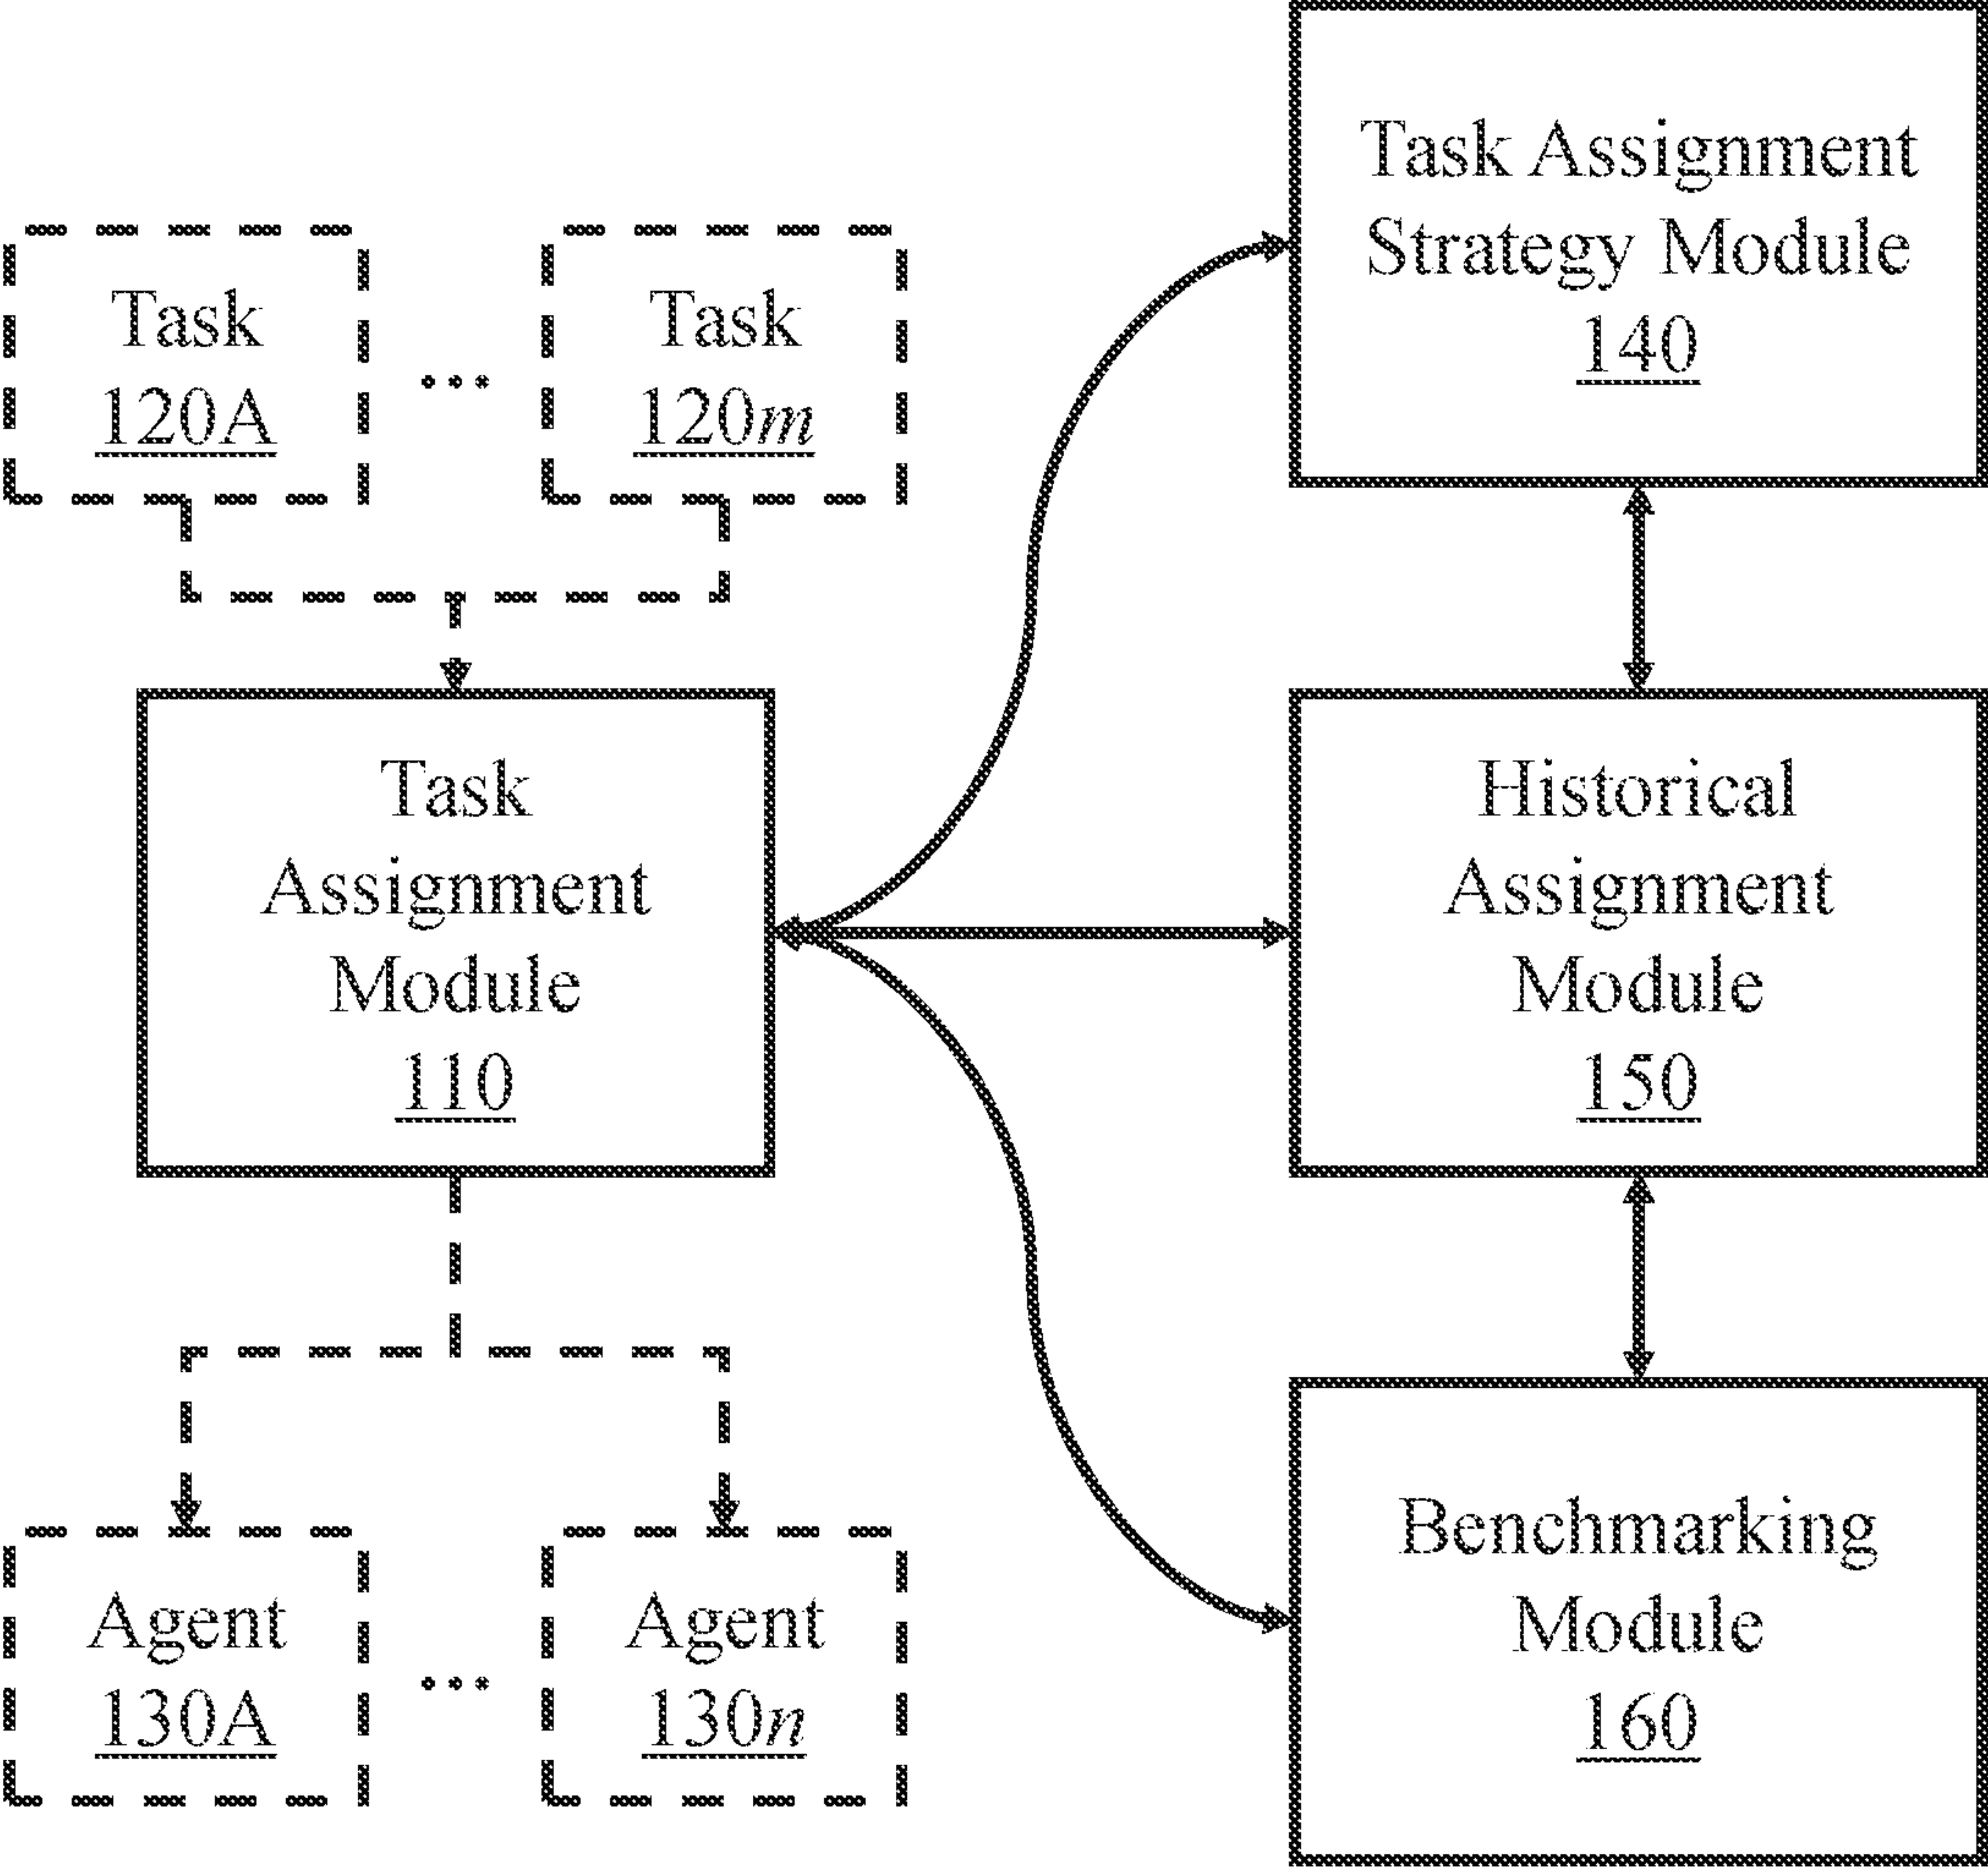 Task Assignment
Strategy Module
140
Task
120A
...
Task
120m
Task
Assignment
Module
110
Historical
Assignment
Module
150
Agent
130A
...
Agent
130n
Benchmarking
Module
160